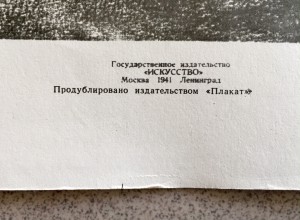 Государственное издательство
«ИСКУССТВО»
Москва 1941 Ленинград
Продублировано издательством «Плакат»